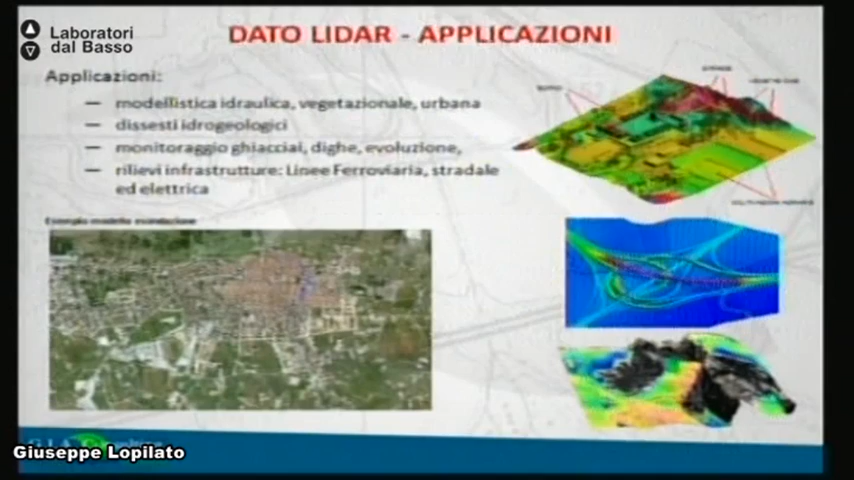 Laboratori
dal Basso
DATO LIDAR - APPLICAZIONI
Applicazioni:
— modellistica idraulica, vegetazionale, urbana
— dissesti idrogeologici
— monitoraggio ghiacciai, dighe, evoluzione,
— rilievi infrastrutture: Linee Ferroviaria, stradale
ed elettrica
Esempio modello esondazione
Giuseppe Lopilato